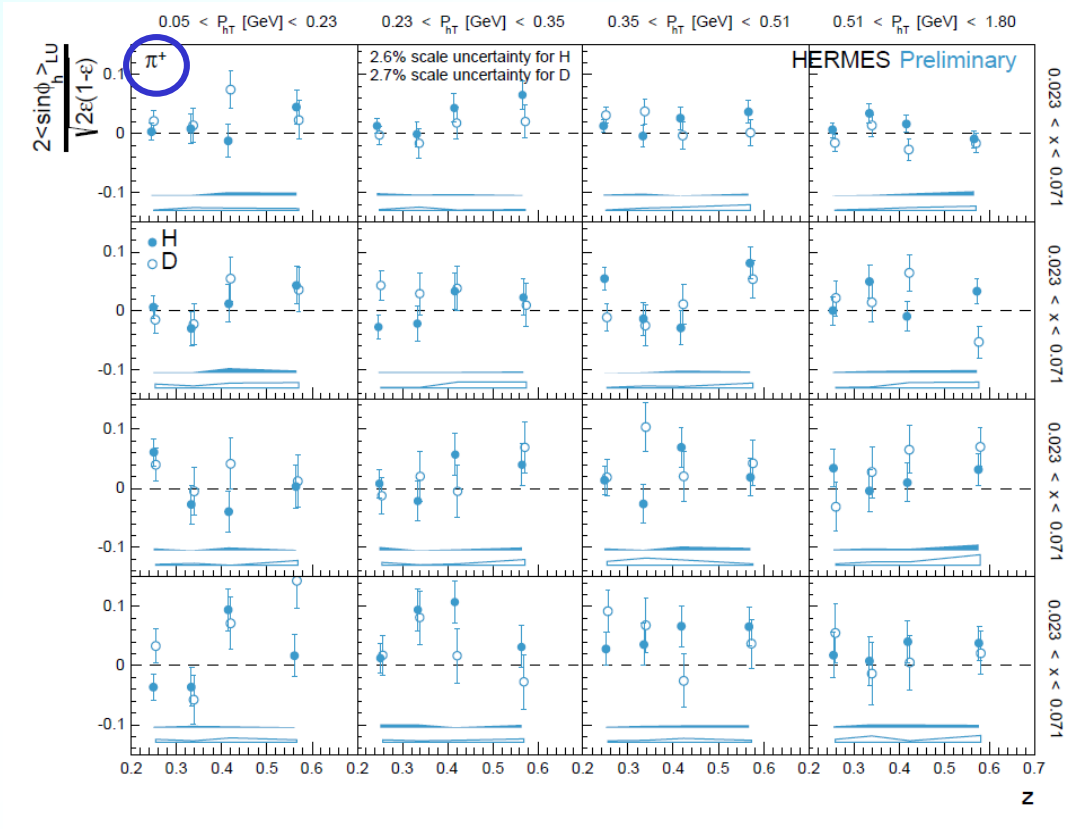 0.05 < P_hT [GeV] < 0.23 0.23 < P_hT [GeV] < 0.35 0.35 < P_hT [GeV] < 0.51 0.51 < P_hT [GeV] < 1.80
2<sinϕ_h>_LU
√2ε(1-ε)
π⁺
2.6% scale uncertainty for H
2.7% scale uncertainty for D
HERMES Preliminary
0.1
0
-0.1
0.023 < x < 0.071
H
D
0.1
0
-0.1
0.023 < x < 0.071
0.1
0
-0.1
0.023 < x < 0.071
0.1
0
-0.1
0.023 < x < 0.071
0.2 0.3 0.4 0.5 0.6 0.2 0.3 0.4 0.5 0.6 0.2 0.3 0.4 0.5 0.6 0.2 0.3 0.4 0.5 0.6 0.7
z